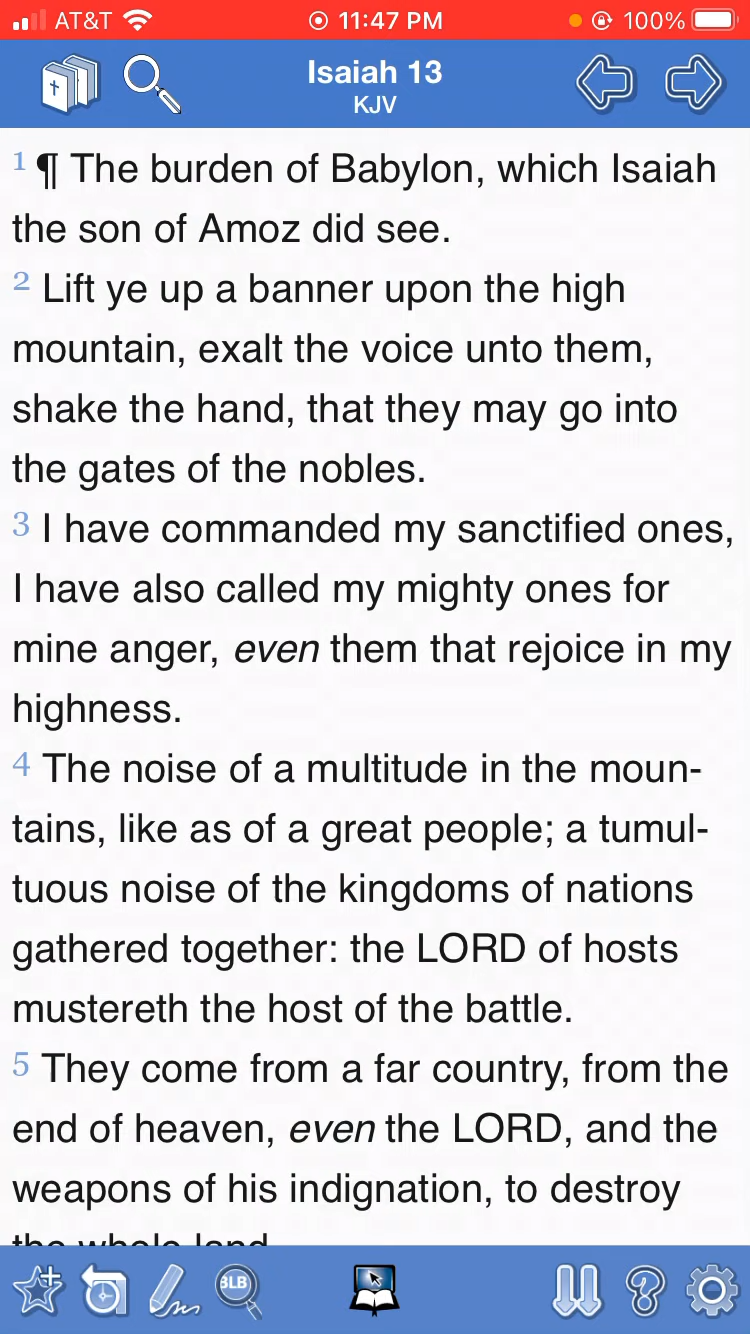 AT&T 11:47 PM 100%
Isaiah 13
KJV
1 ¶ The burden of Babylon, which Isaiah
the son of Amoz did see.
2 Lift ye up a banner upon the high
mountain, exalt the voice unto them,
shake the hand, that they may go into
the gates of the nobles.
3 I have commanded my sanctified ones,
I have also called my mighty ones for
mine anger, even them that rejoice in my
highness.
4 The noise of a multitude in the moun-
tains, like as of a great people; a tumul-
tuous noise of the kingdoms of nations
gathered together: the LORD of hosts
mustereth the host of the battle.
5 They come from a far country, from the
end of heaven, even the LORD, and the
weapons of his indignation, to destroy
the whole land
BLB